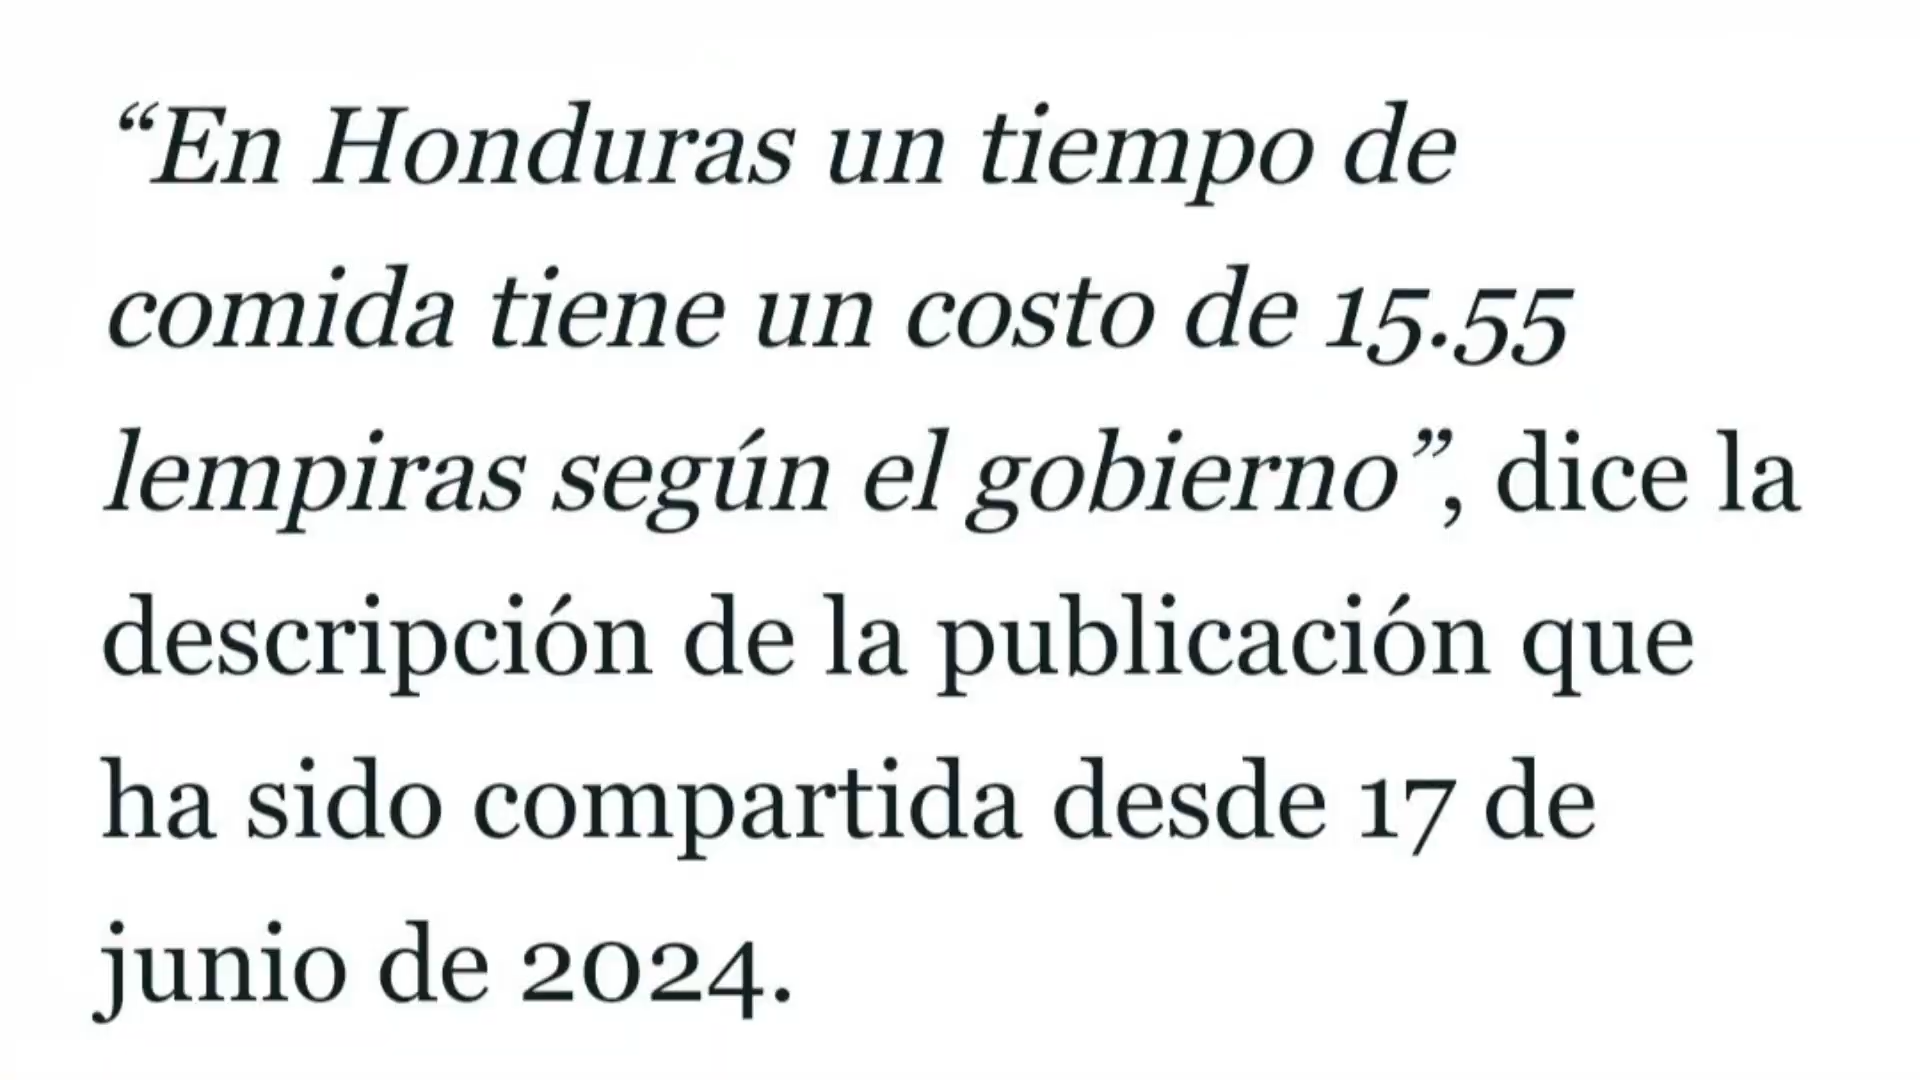 “En Honduras un tiempo de
comida tiene un costo de 15.55
lempiras según el gobierno”, dice la
descripción de la publicación que
ha sido compartida desde 17 de
junio de 2024.